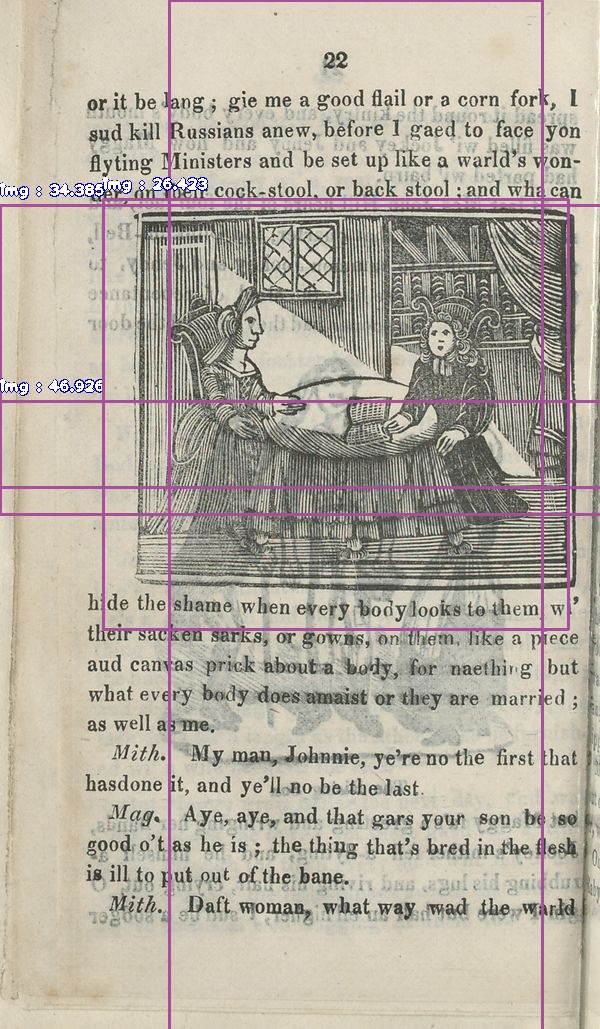 22
or it be lang ; gie me a good flail or a corn fork, I
sud kill Russians anew, before I gaed to face yon
flyting Ministers and be set up like a warld's won-
der, on their cock-stool, or back stool ; and wha can
img : 34.385
img : 26.423
img : 46.926
hide the shame when every body looks to them, wi'
their sacken sarks, or gowns, on them, like a piece
aud canvas prick about a body, for naething but
what every body does amaist or they are married ;
as well as me.
Mith. My man, Johnnie, ye're no the first that
hasdone it, and ye'll no be the last.
Mag. Aye, aye, and that gars your son be so
good o't as he is ; the thing that's bred in the flesh
is ill to put out of the bane.
Mith. Daft woman, what way wad the warld